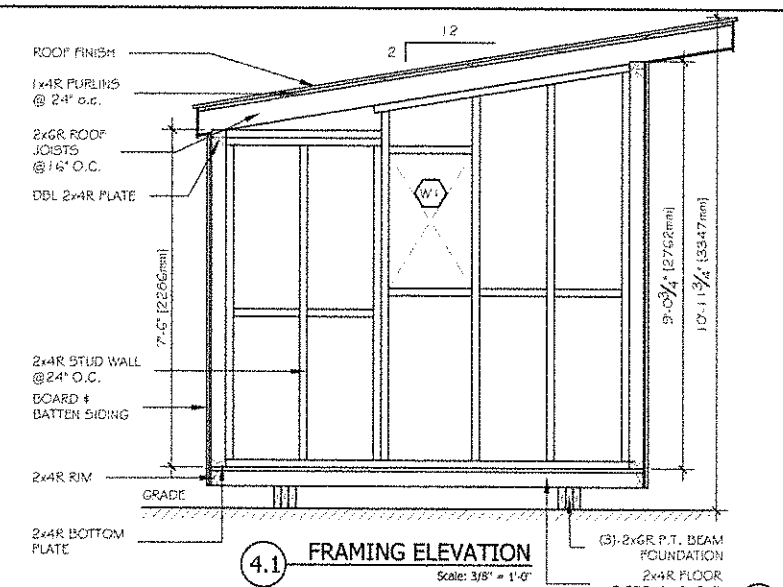 12
2
ROOF FINISH
1x4R PURLINS
@ 24" o.c.
2x6R ROOF
JOISTS
@16" O.C.
DBL 2x4R PLATE
W1
7'-6" [2286mm]
9'-0 3/4" [2762mm]
10'-11 3/4" [3347mm]
2x4R STUD WALL
@24" O.C.
BOARD &
BATTEN SIDING
2x4R RIM
GRADE
2x4R BOTTOM
PLATE
4.1 FRAMING ELEVATION
Scale: 3/8" = 1'-0"
(3)-2x6R P.T. BEAM
FOUNDATION
2x4R FLOOR